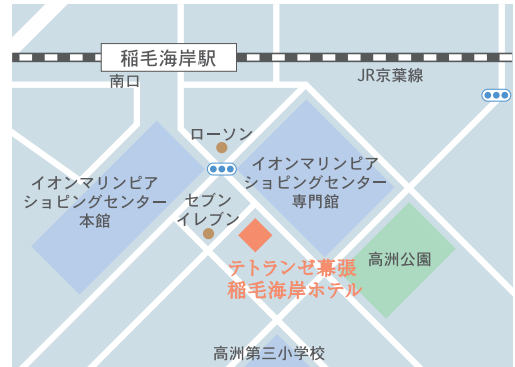 稲毛海岸駅
南口
JR京葉線
ローソン
イオンマリンピア
ショッピングセンター
専門館
イオンマリンピア
ショッピングセンター
本館
セブン
イレブン
高洲公園
テトランゼ幕張
稲毛海岸ホテル
高洲第三小学校